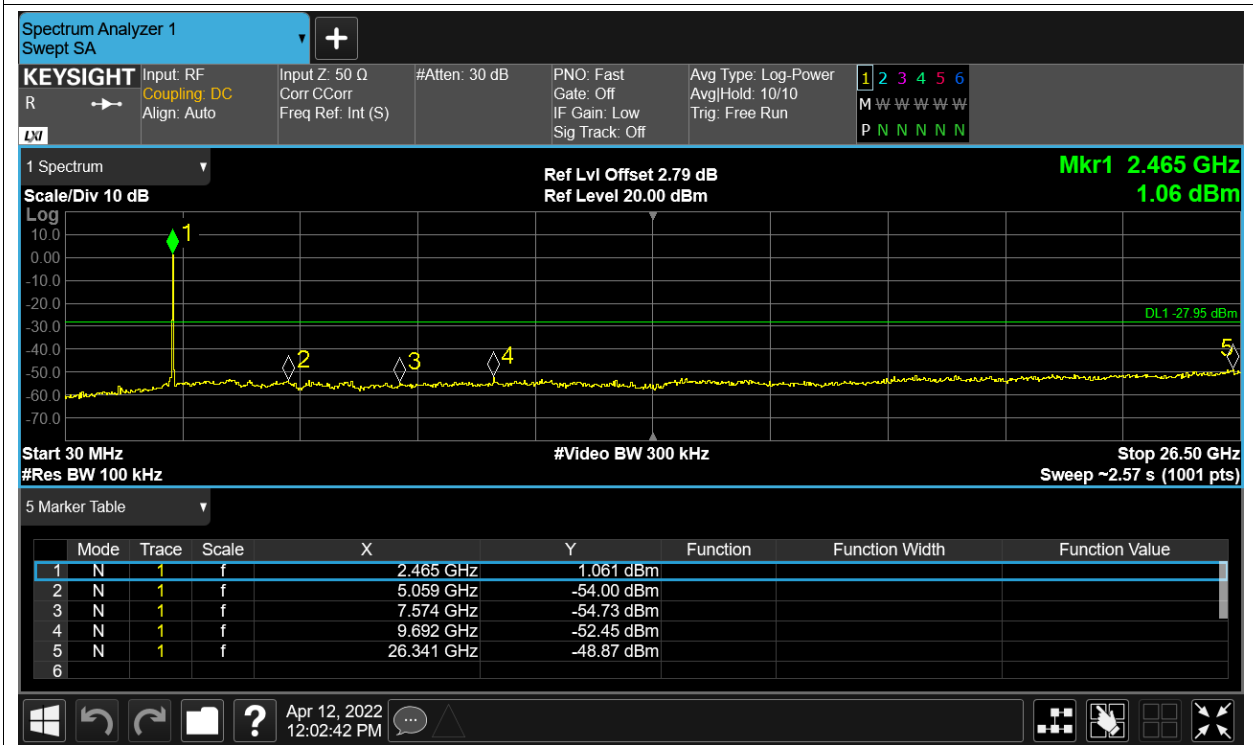 Spectrum Analyzer 1
Swept SA
KEYSIGHT Input: RF Input Z: 50 Ω #Atten: 30 dB PNO: Fast Avg Type: Log-Power 1 2 3 4 5 6
R Coupling: DC Corr CCorr Gate: Off Avg|Hold: 10/10 M W W W W W
Align: Auto Freq Ref: Int (S) IF Gain: Low Trig: Free Run
LXI Sig Track: Off P N N N N N
1 Spectrum Ref Lvl Offset 2.79 dB Mkr1 2.465 GHz
Scale/Div 10 dB Ref Level 20.00 dBm 1.06 dBm
Log
10.0 1
0.00
-10.0
-20.0
DL1 -27.95 dBm
-30.0
-40.0 2 3 4 5
-50.0
-60.0
-70.0
Start 30 MHz #Video BW 300 kHz Stop 26.50 GHz
#Res BW 100 kHz Sweep ~2.57 s (1001 pts)
5 Marker Table
Mode Trace Scale X Y Function Function Width Function Value
1 N 1 f 2.465 GHz 1.061 dBm
2 N 1 f 5.059 GHz -54.00 dBm
3 N 1 f 7.574 GHz -54.73 dBm
4 N 1 f 9.692 GHz -52.45 dBm
5 N 1 f 26.341 GHz -48.87 dBm
6
? Apr 12, 2022
12:02:42 PM